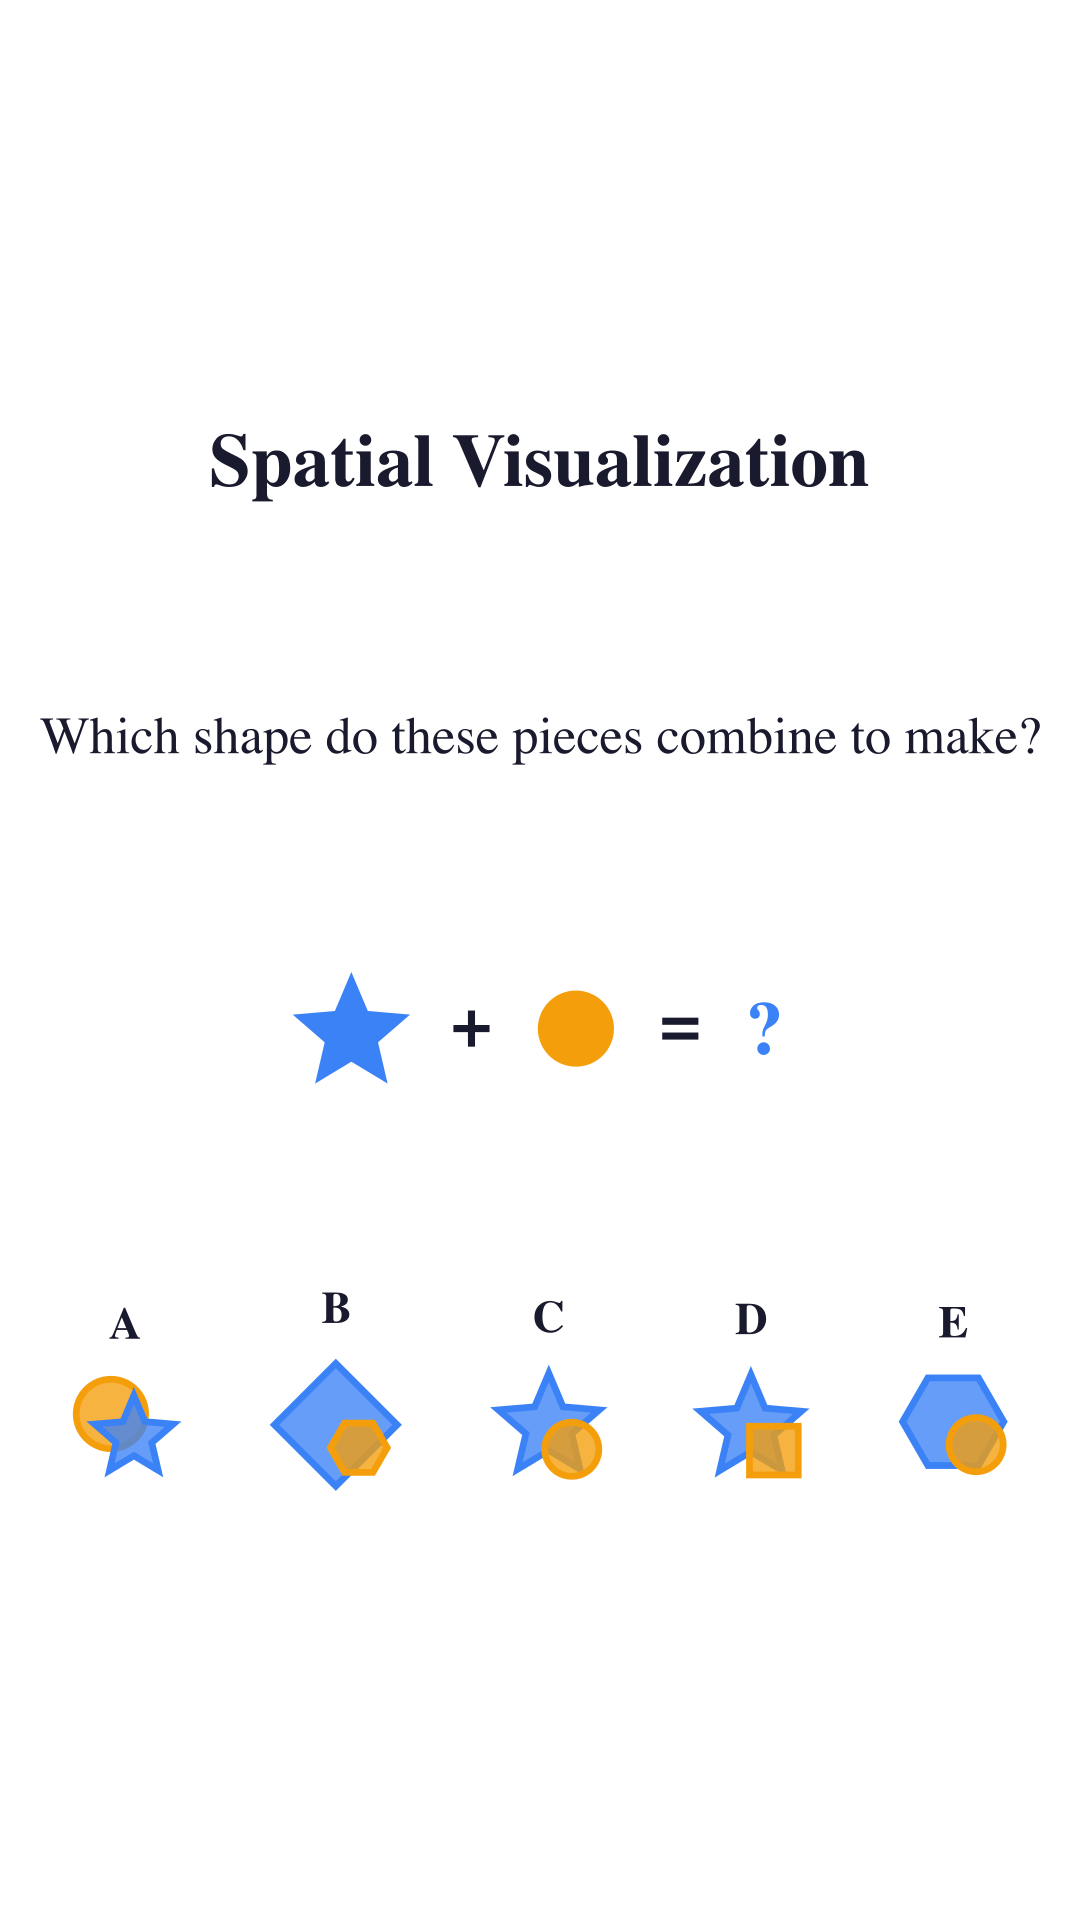 Spatial Visualization
Which shape do these pieces combine to make?
+ = ?
A B C D E